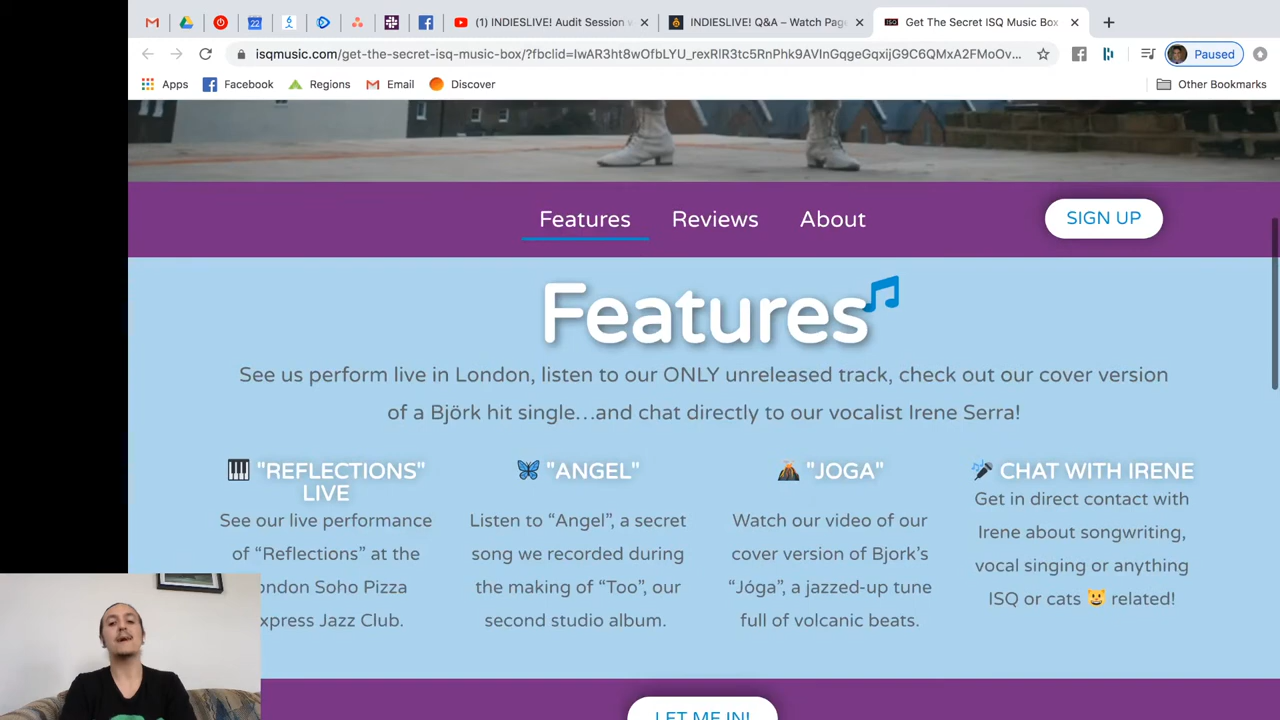 22
6
(1) INDIESLIVE! Audit Session v
INDIESLIVE! Q&A – Watch Page
ISQ Get The Secret ISQ Music Box
isqmusic.com/get-the-secret-isq-music-box/?fbclid=IwAR3ht8wOfbLYU_rexRlR3tc5RnPhk9AVInGqgeGqxijG9C6QMxA2FMoOv...
Paused
Apps Facebook Regions Email Discover Other Bookmarks
Features Reviews About SIGN UP
Features
See us perform live in London, listen to our ONLY unreleased track, check out our cover version
of a Björk hit single...and chat directly to our vocalist Irene Serra!
"REFLECTIONS"
LIVE
See our live performance
of “Reflections” at the
ondon Soho Pizza
xpress Jazz Club.
"ANGEL"
Listen to “Angel”, a secret
song we recorded during
the making of “Too”, our
second studio album.
"JOGA"
Watch our video of our
cover version of Bjork’s
“Jóga”, a jazzed-up tune
full of volcanic beats.
CHAT WITH IRENE
Get in direct contact with
Irene about songwriting,
vocal singing or anything
ISQ or cats 😺 related!
LET ME IN!